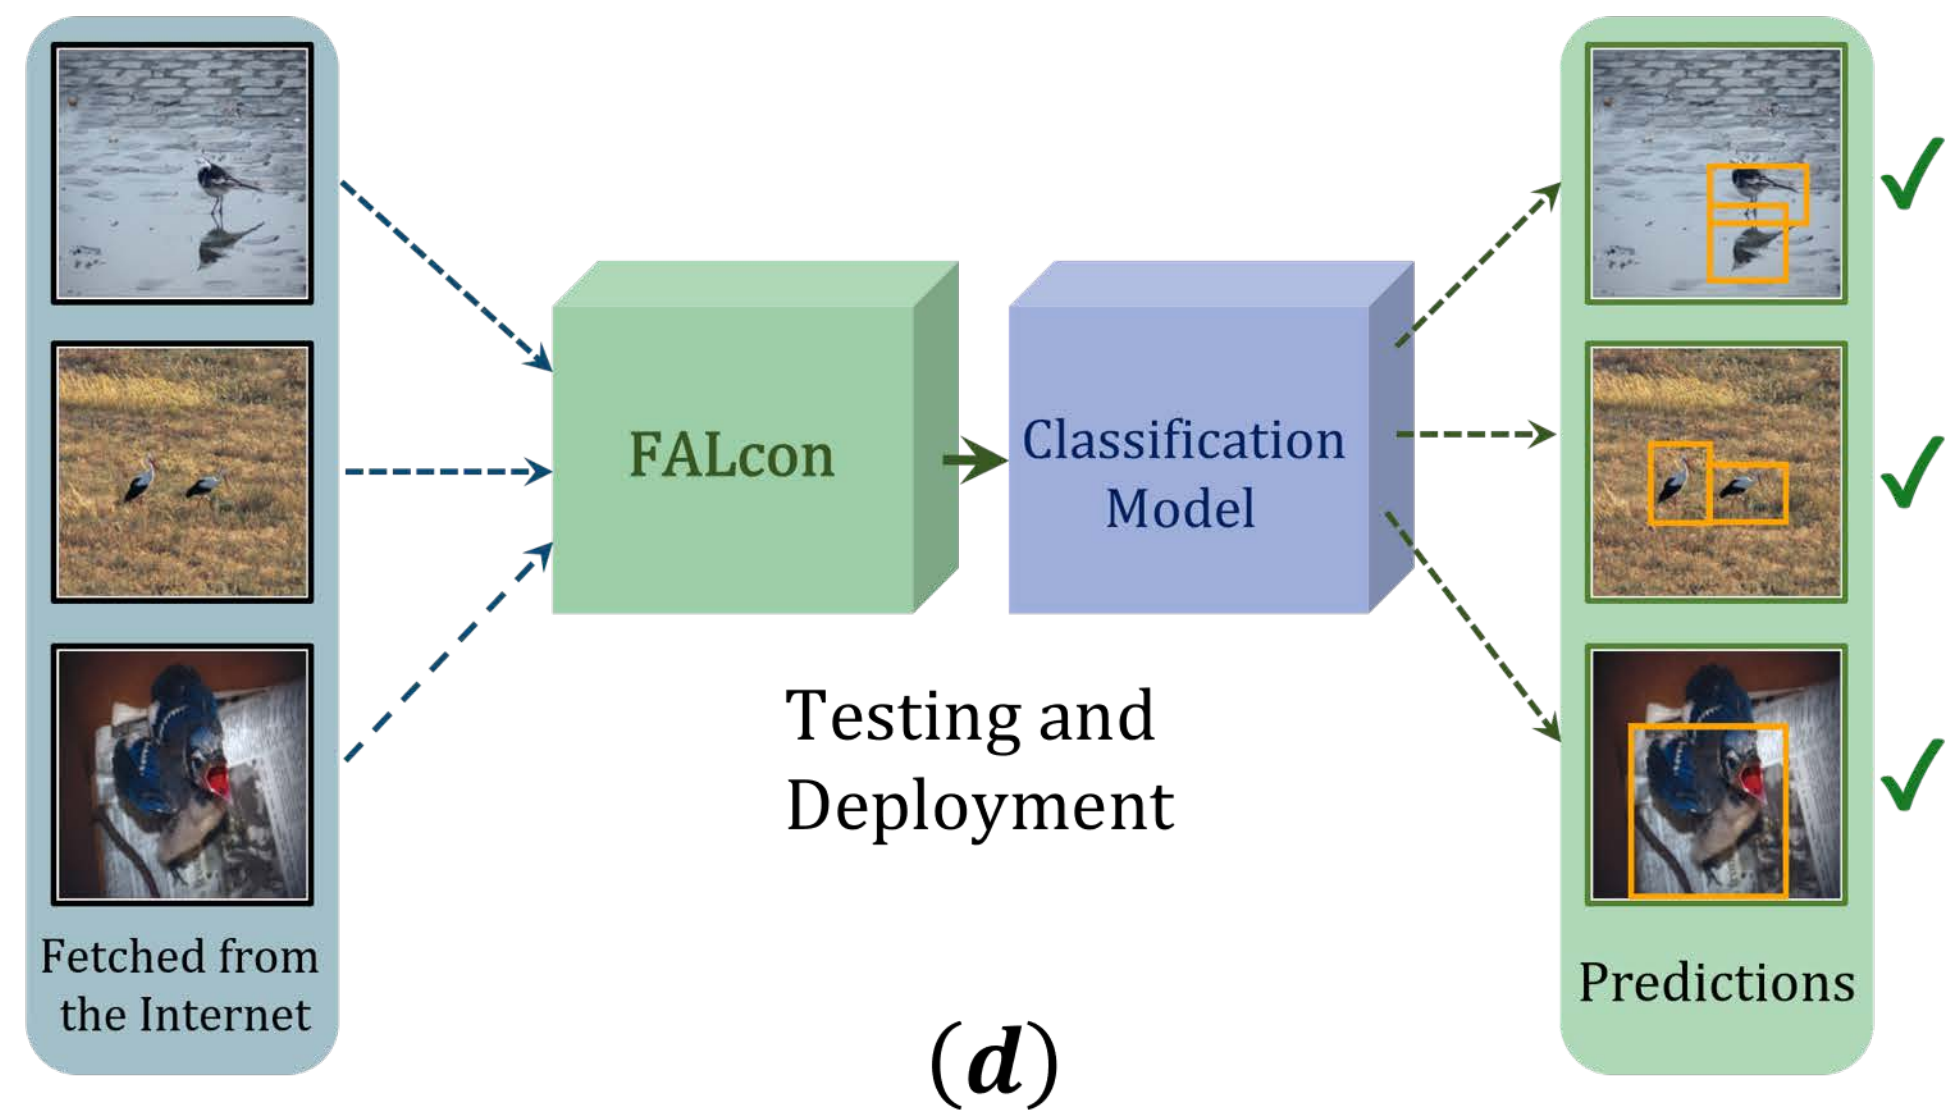 Fetched from
the Internet
FALcon
Classification
Model
Testing and
Deployment
Predictions
(d)